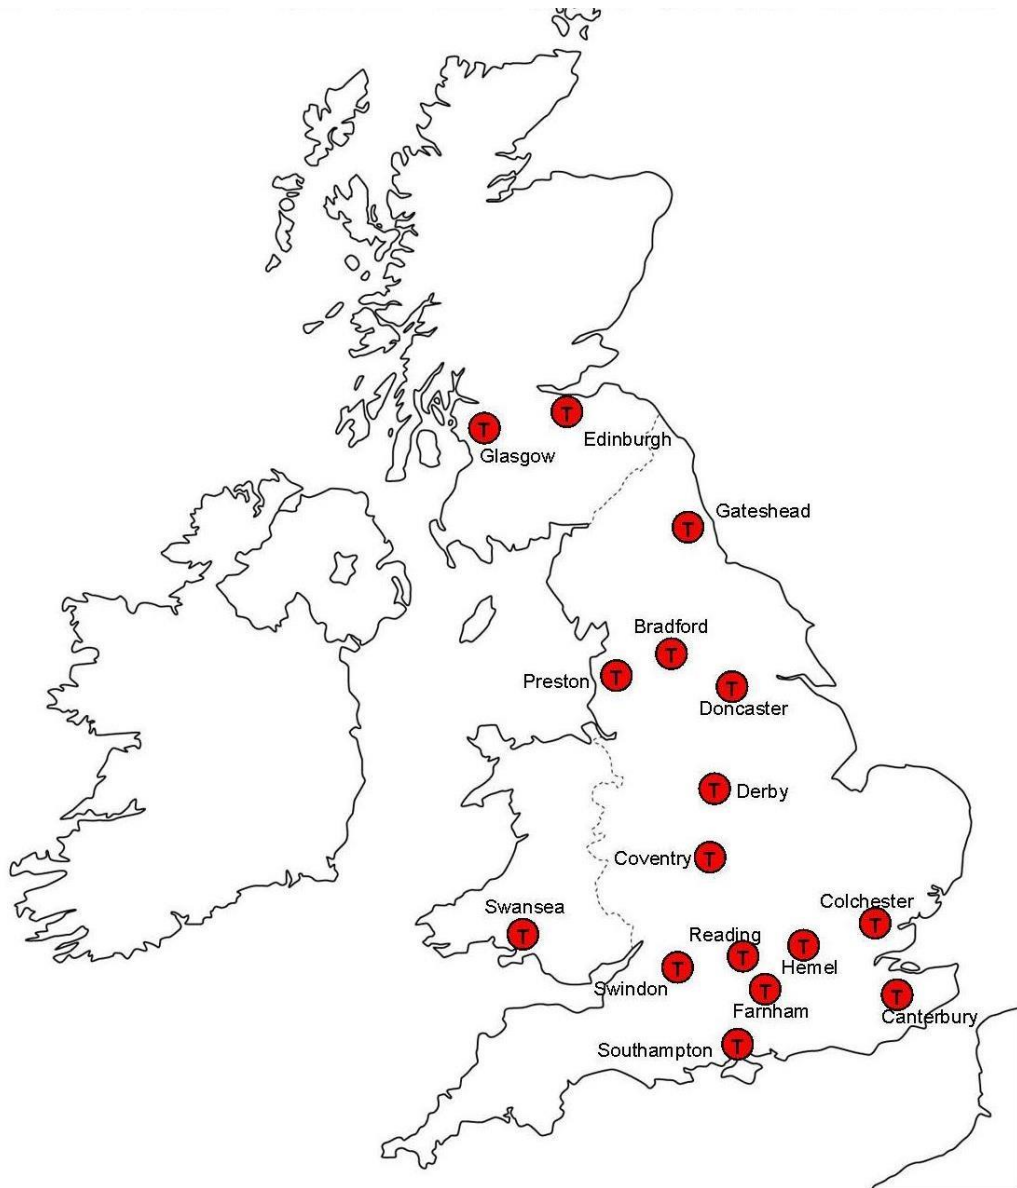 T
T
Edinburgh
Glasgow
Gateshead
T
Bradford
T
Preston
T
T
Doncaster
T
Derby
Coventry
T
Colchester
Swansea
T
T
Reading
T
T
Hemel
T
Swindon
T
Farnham
T
Canterbury
Southampton
T